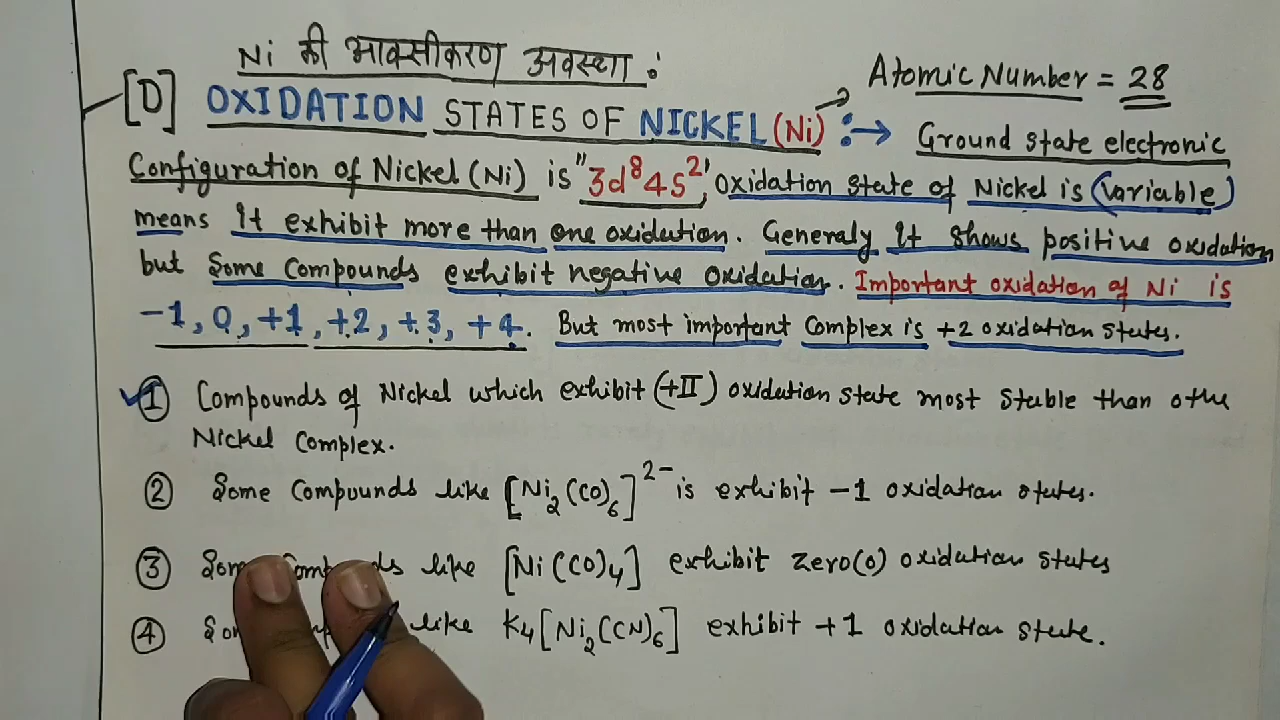 Ni की आक्सीकरण अवस्था :
Atomic Number = 28
[D] OXIDATION STATES OF NICKEL (Ni) :→ Ground state electronic
Configuration of Nickel (Ni) is "3d⁸4s²", Oxidation state of Nickel is (variable)
means It exhibit more than one oxidation. Generaly It shows positive oxidation
but Some Compounds exhibit negative oxidation. Important oxidation of Ni is
-1, 0, +1, +2, +3, +4. But most important Complex is +2 oxidation states.
① Compounds of Nickel which exhibit (+II) oxidation state most stable than othe
Nickel Complex.
② Some Compounds like [Ni₂(CO)₆]²⁻ is exhibit -1 oxidation states.
③ Some Compounds like [Ni(CO)₄] exhibit zero(0) oxidation states
④ like K₄[Ni₂(CN)₆] exhibit +1 oxidation state.